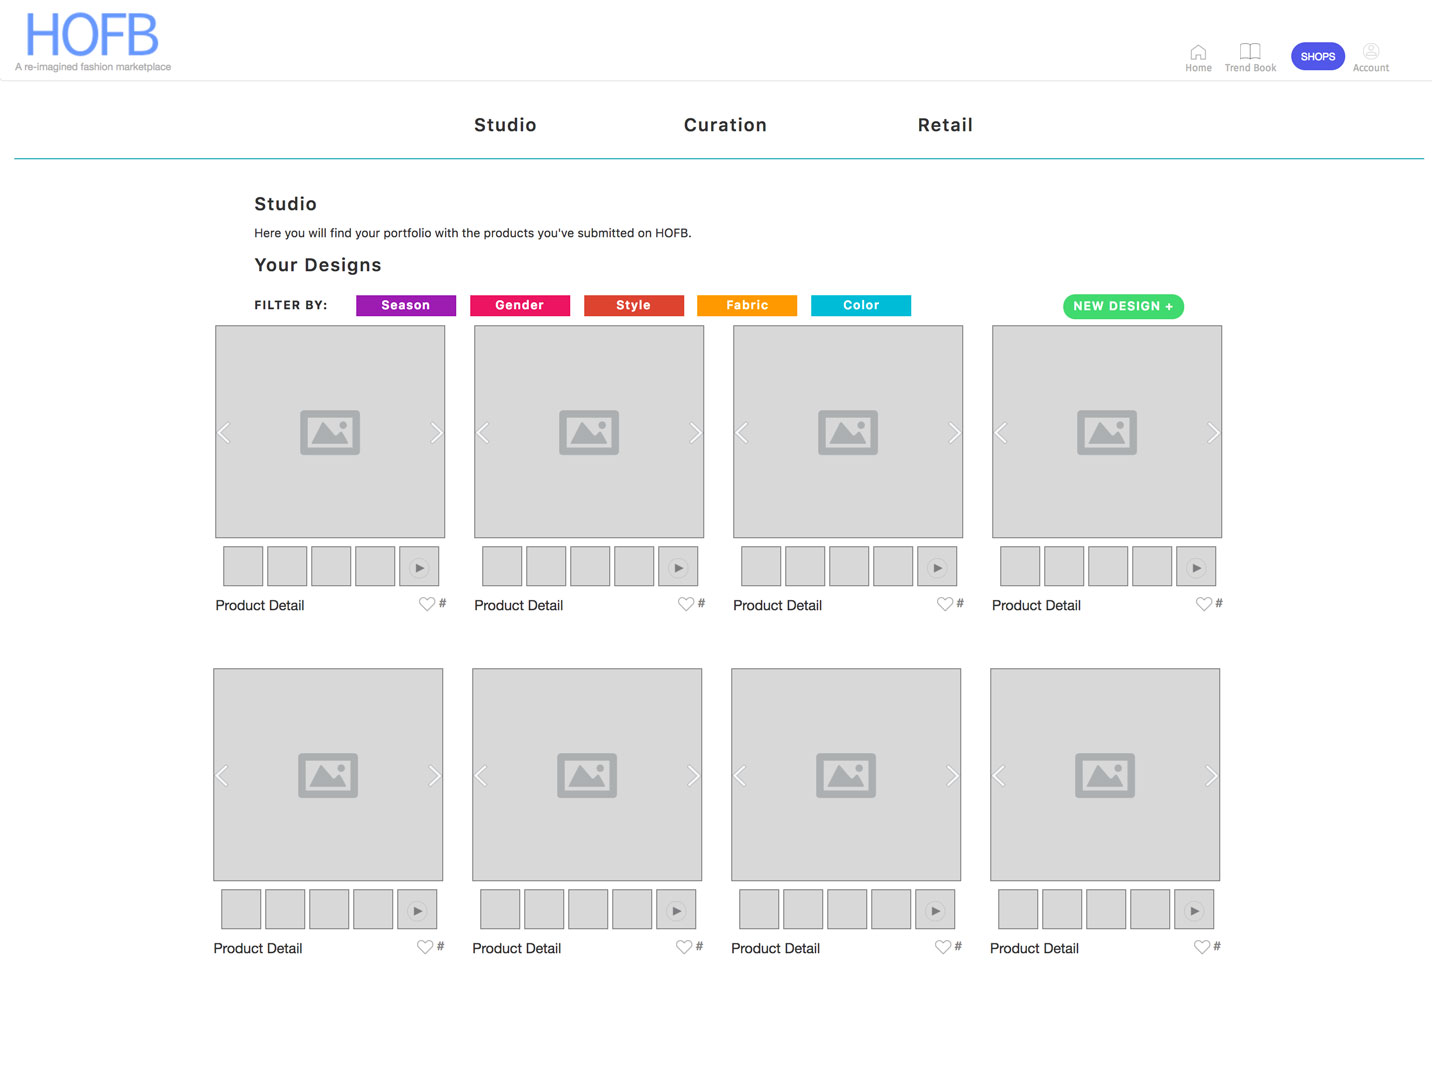 HOFB
A re-imagined fashion marketplace
Home Trend Book SHOPS Account
Studio Curation Retail
Studio
Here you will find your portfolio with the products you've submitted on HOFB.
Your Designs
FILTER BY: Season Gender Style Fabric Color NEW DESIGN +
Product Detail # Product Detail # Product Detail # Product Detail #
Product Detail # Product Detail # Product Detail # Product Detail #